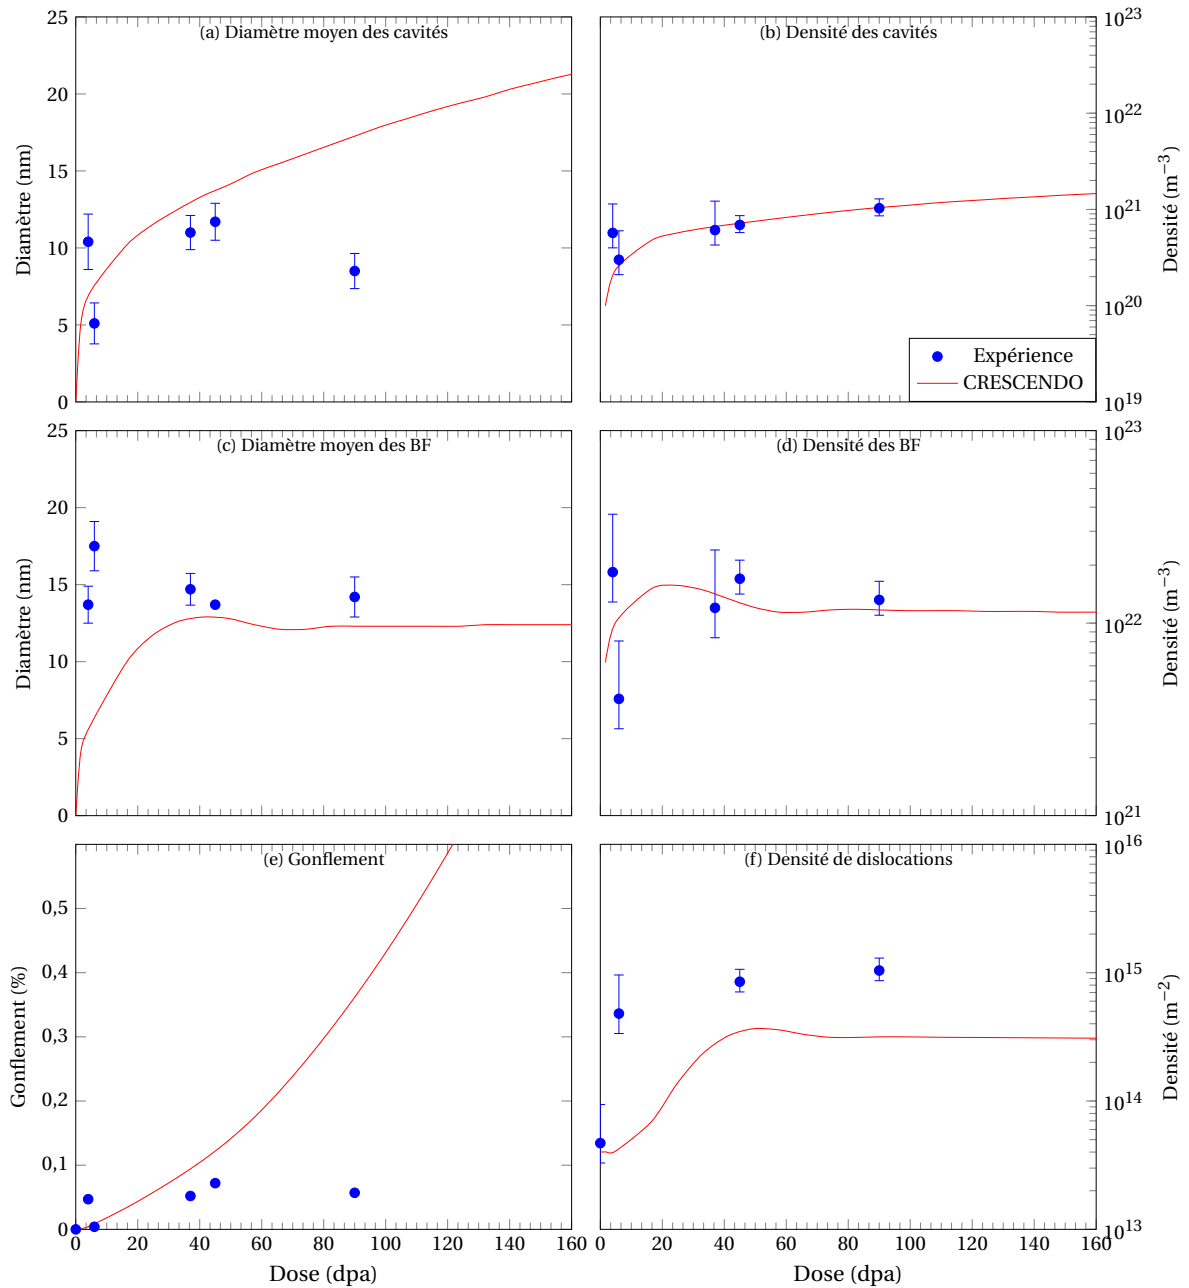 (a) Diamètre moyen des cavités
25
20
15
10
5
0
Diamètre (nm)
(b) Densité des cavités
10^23
10^22
10^21
10^20
10^19
Densité (m^−3)
Expérience
CRESCENDO
(c) Diamètre moyen des BF
25
20
15
10
5
0
Diamètre (nm)
(d) Densité des BF
10^23
10^22
10^21
Densité (m^−3)
(e) Gonflement
0,5
0,4
0,3
0,2
0,1
0
Gonflement (%)
0 20 40 60 80 100 120 140 160
Dose (dpa)
(f) Densité de dislocations
10^16
10^15
10^14
10^13
Densité (m^−2)
0 20 40 60 80 100 120 140 160
Dose (dpa)